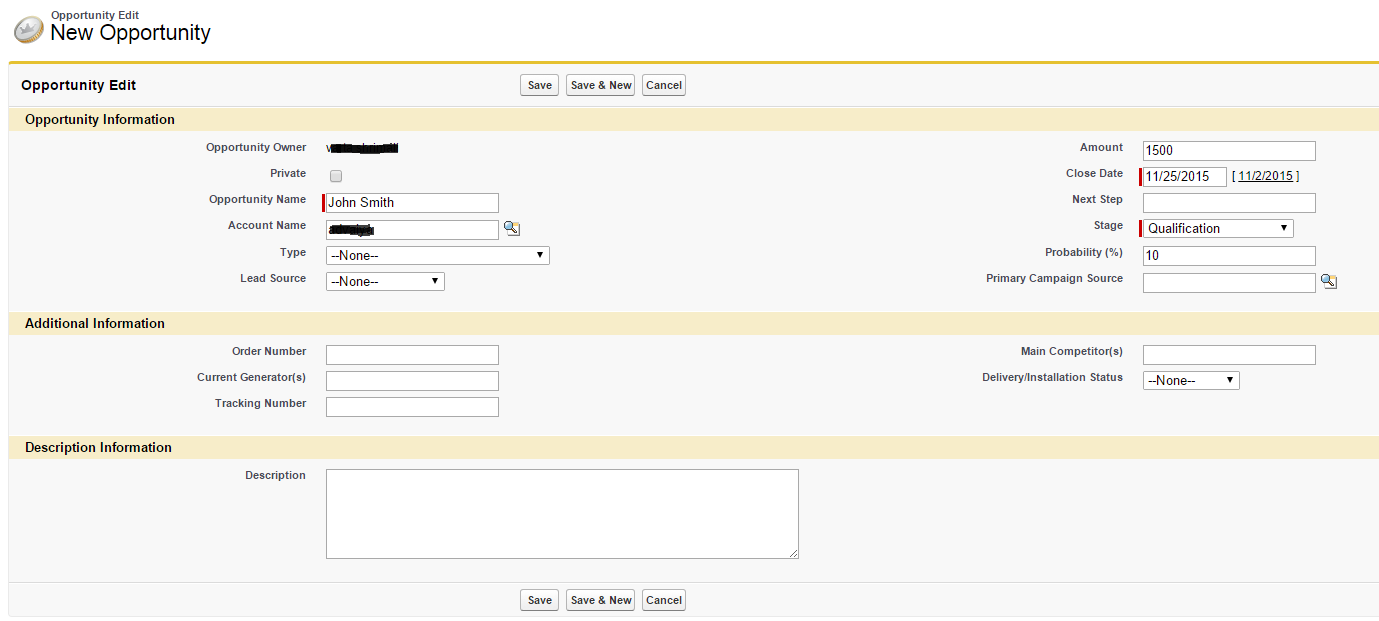 Opportunity Edit
New Opportunity
Opportunity Edit
Save
Save & New
Cancel
Opportunity Information
Opportunity Owner
Amount
1500
Private
Close Date
11/25/2015
[ 11/2/2015 ]
Opportunity Name
John Smith
Next Step
Account Name
Stage
Qualification
Type
--None--
Probability (%)
10
Lead Source
--None--
Primary Campaign Source
Additional Information
Order Number
Main Competitor(s)
Current Generator(s)
Delivery/Installation Status
--None--
Tracking Number
Description Information
Description
Save
Save & New
Cancel